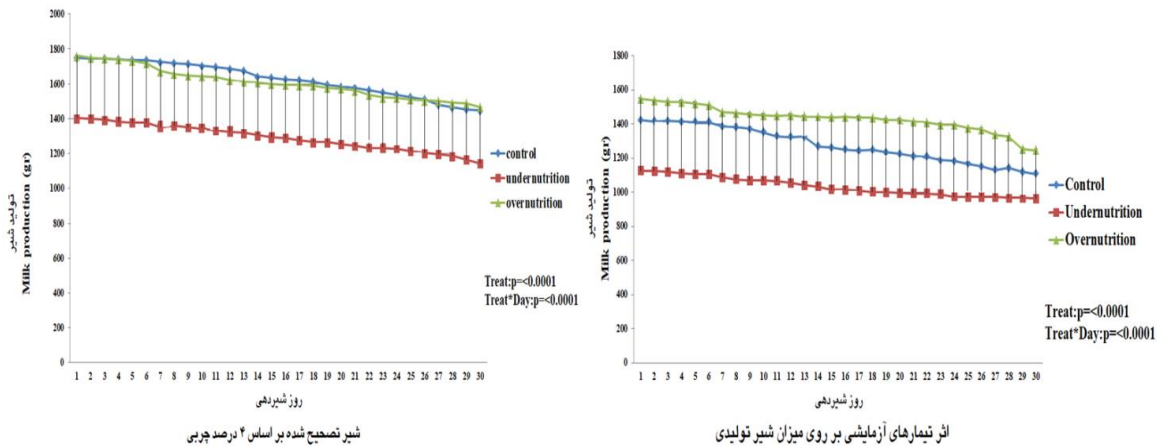 2000
1800
1600
1400
1200
1000
800
600
400
200
0
تولید شیر
Milk production (gr)
control
undernutrition
overnutrition
Treat:p=<0.0001
Treat*Day:p=<0.0001
1 2 3 4 5 6 7 8 9 10 11 12 13 14 15 16 17 18 19 20 21 22 23 24 25 26 27 28 29 30
روز شیردهی
شیر تصحیح شده بر اساس ۴ درصد چربی
1800
1600
1400
1200
1000
800
600
400
200
0
تولید شیر
Milk production (gr)
Control
Undernutrition
Overnutrition
Treat:p=<0.0001
Treat*Day:p=<0.0001
1 2 3 4 5 6 7 8 9 10 11 12 13 14 15 16 17 18 19 20 21 22 23 24 25 26 27 28 29 30
روز شیردهی
اثر تیمارهای آزمایشی بر روی میزان شیر تولیدی